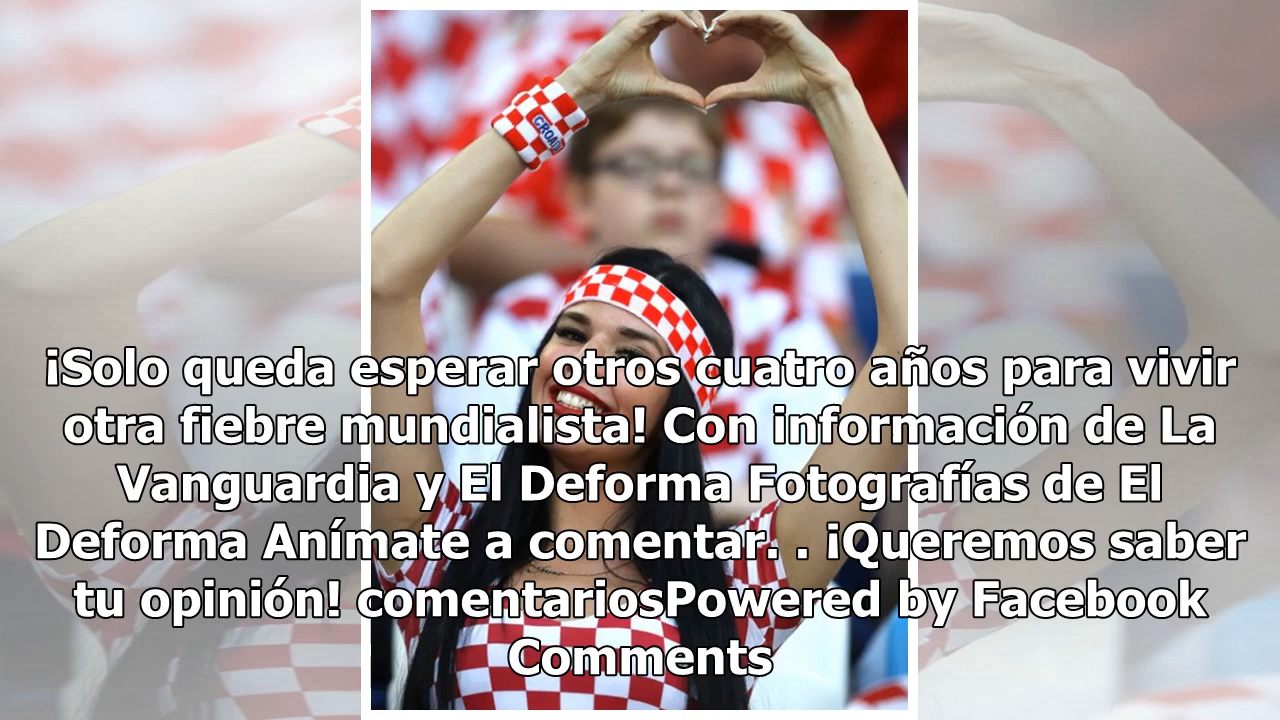 CROA
¡Solo queda esperar otros cuatro años para vivir
otra fiebre mundialista! Con información de La
Vanguardia y El Deforma Fotografías de El
Deforma Anímate a comentar. . ¡Queremos saber
tu opinión! comentariosPowered by Facebook
Comments